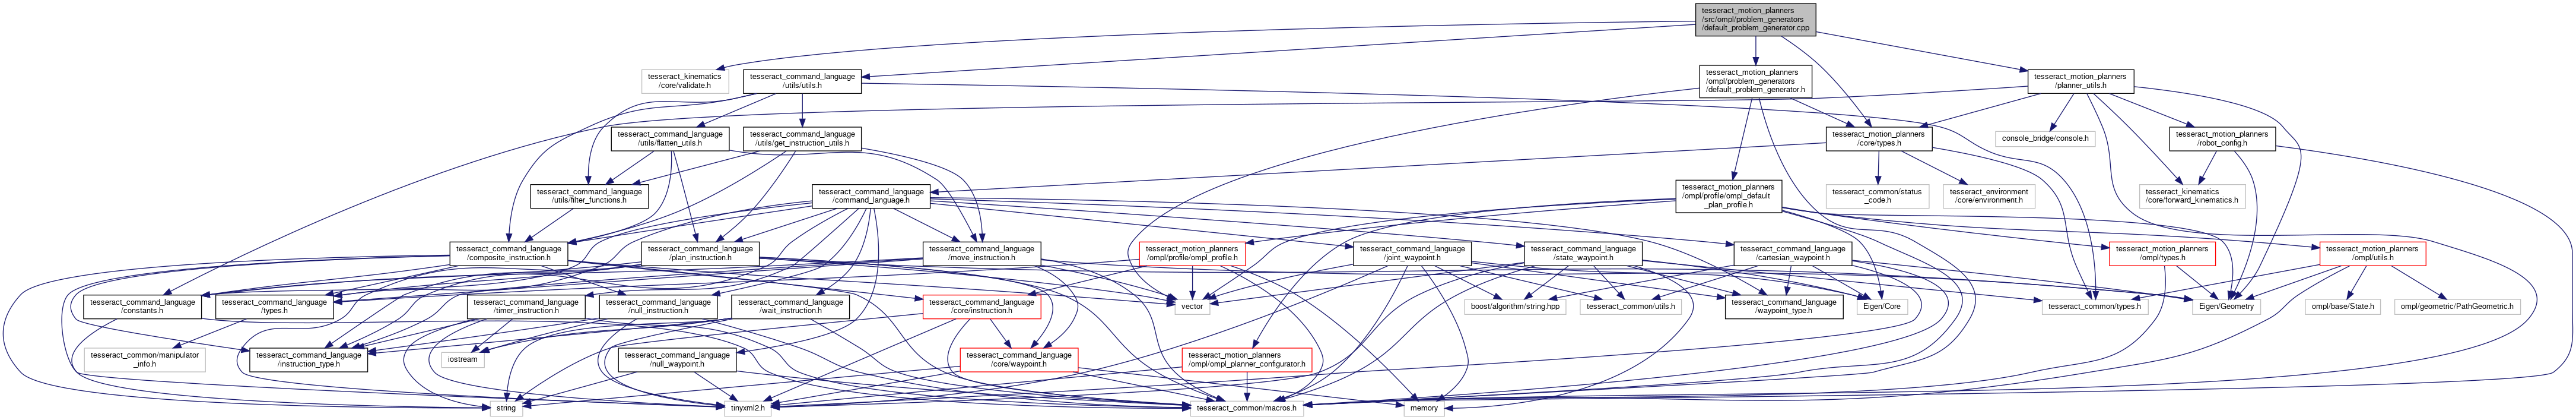 tesseract_motion_planners
/src/ompl/problem_generators
/default_problem_generator.cpp
tesseract_kinematics
/core/validate.h
tesseract_command_language
/utils/utils.h
tesseract_motion_planners
/ompl/problem_generators
/default_problem_generator.h
tesseract_motion_planners
/planner_utils.h
tesseract_command_language
/utils/flatten_utils.h
tesseract_command_language
/utils/get_instruction_utils.h
tesseract_motion_planners
/core/types.h
console_bridge/console.h
tesseract_motion_planners
/robot_config.h
tesseract_command_language
/utils/filter_functions.h
tesseract_command_language
/command_language.h
tesseract_motion_planners
/ompl/profile/ompl_default
_plan_profile.h
tesseract_common/status
_code.h
tesseract_environment
/core/environment.h
tesseract_kinematics
/core/forward_kinematics.h
tesseract_command_language
/composite_instruction.h
tesseract_command_language
/plan_instruction.h
tesseract_command_language
/move_instruction.h
tesseract_motion_planners
/ompl/profile/ompl_profile.h
tesseract_command_language
/joint_waypoint.h
tesseract_command_language
/state_waypoint.h
tesseract_command_language
/cartesian_waypoint.h
tesseract_motion_planners
/ompl/types.h
tesseract_motion_planners
/ompl/utils.h
tesseract_command_language
/constants.h
tesseract_command_language
/types.h
tesseract_command_language
/timer_instruction.h
tesseract_command_language
/null_instruction.h
tesseract_command_language
/wait_instruction.h
tesseract_command_language
/core/instruction.h
vector
boost/algorithm/string.hpp
tesseract_common/utils.h
tesseract_command_language
/waypoint_type.h
Eigen/Core
tesseract_common/types.h
Eigen/Geometry
ompl/base/State.h
ompl/geometric/PathGeometric.h
tesseract_common/manipulator
_info.h
tesseract_command_language
/instruction_type.h
iostream
tesseract_command_language
/null_waypoint.h
tesseract_command_language
/core/waypoint.h
tesseract_motion_planners
/ompl/ompl_planner_configurator.h
string
tinyxml2.h
tesseract_common/macros.h
memory